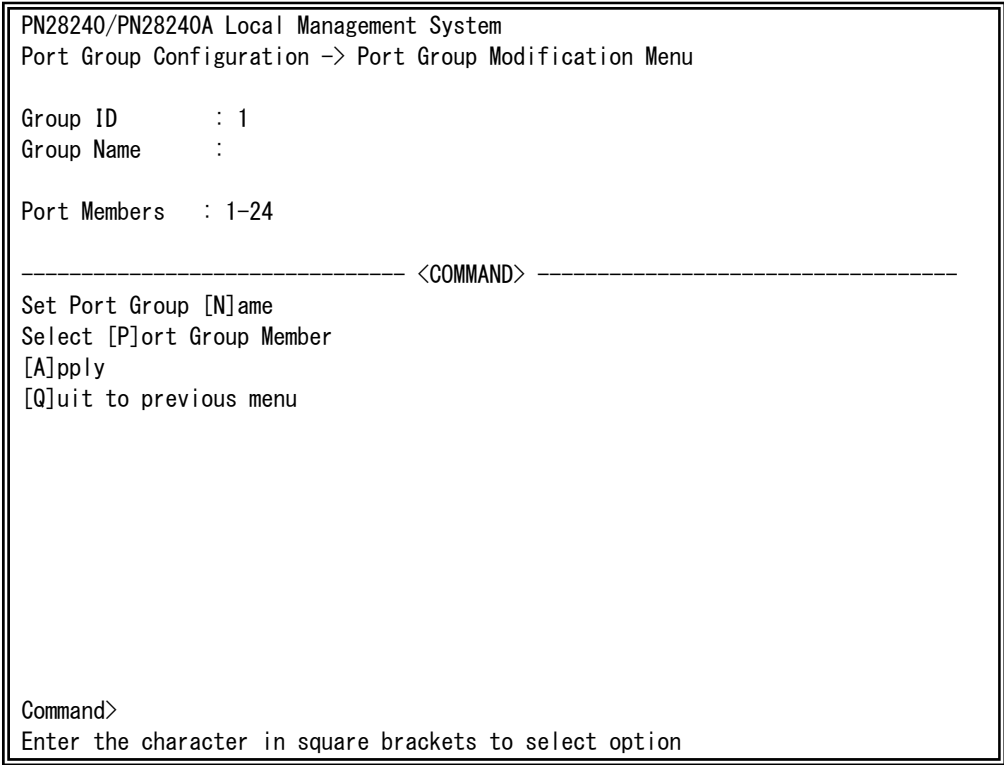 PN28240/PN28240A Local Management System
Port Group Configuration -> Port Group Modification Menu
Group ID : 1
Group Name :
Port Members : 1-24
-------------------------------- <COMMAND> -----------------------------------
Set Port Group [N]ame
Select [P]ort Group Member
[A]pply
[Q]uit to previous menu
Command>
Enter the character in square brackets to select option